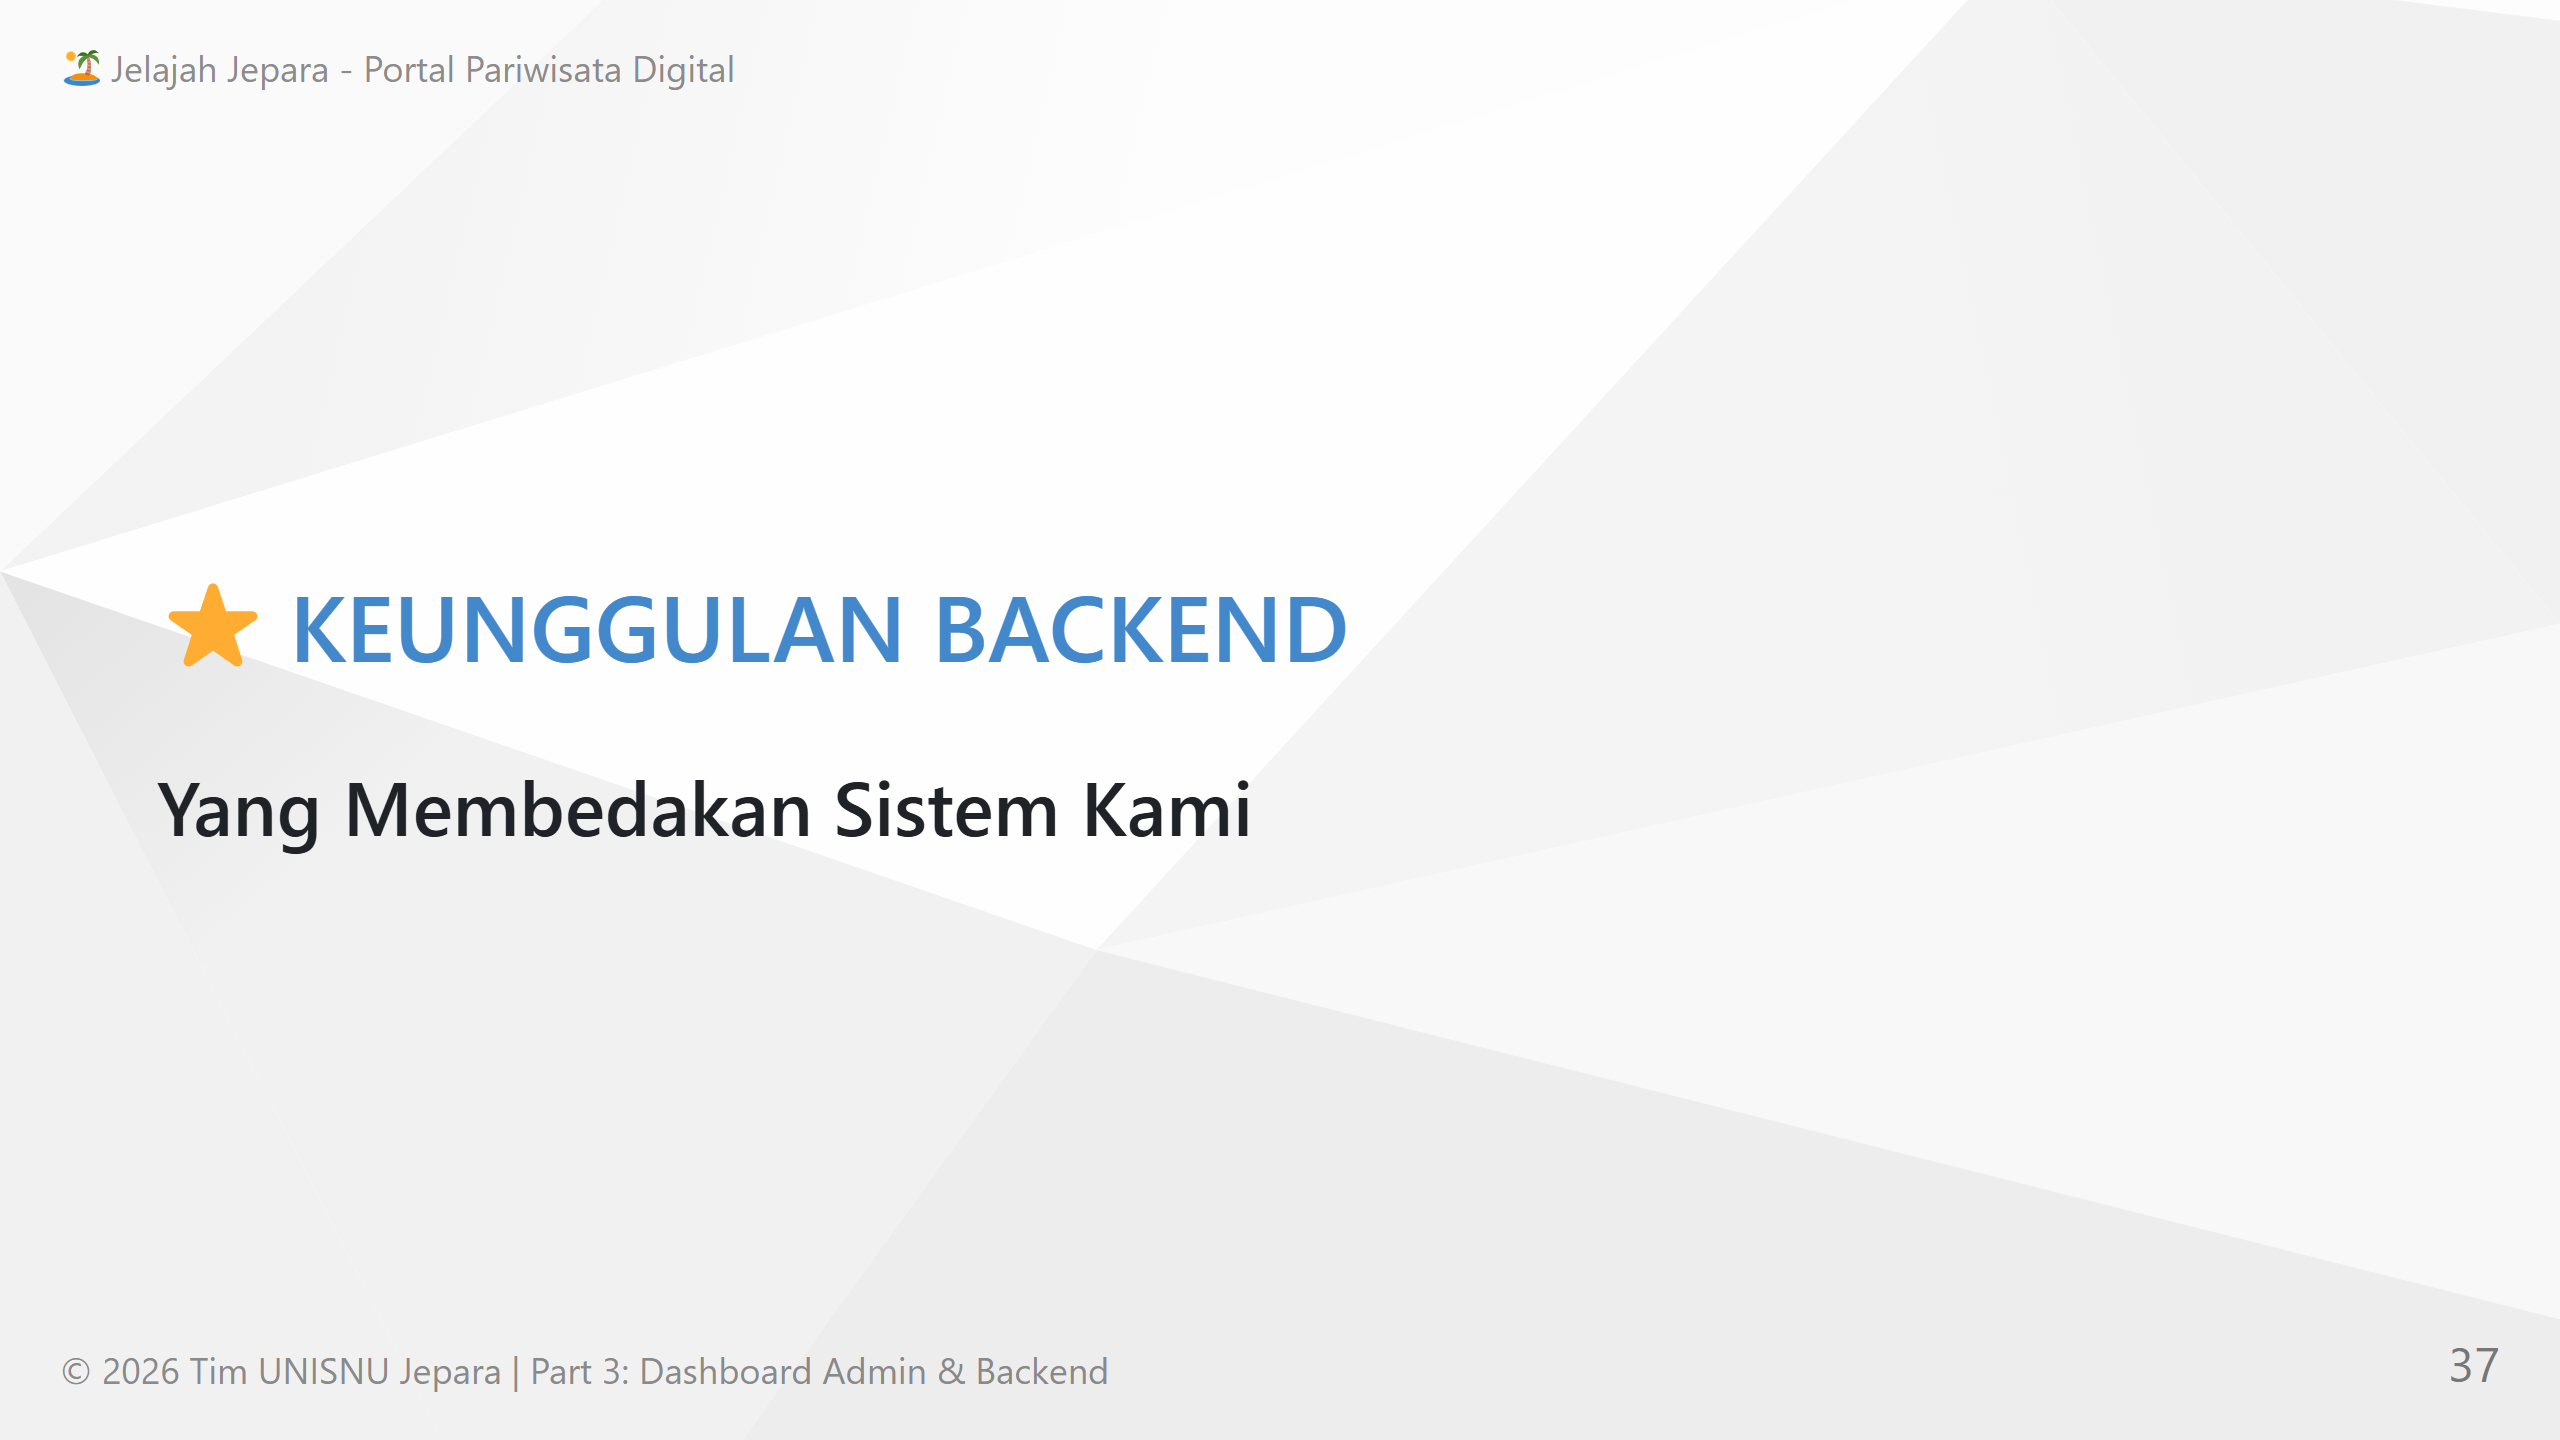 Jelajah Jepara - Portal Pariwisata Digital
KEUNGGULAN BACKEND
Yang Membedakan Sistem Kami
© 2026 Tim UNISNU Jepara | Part 3: Dashboard Admin & Backend
37